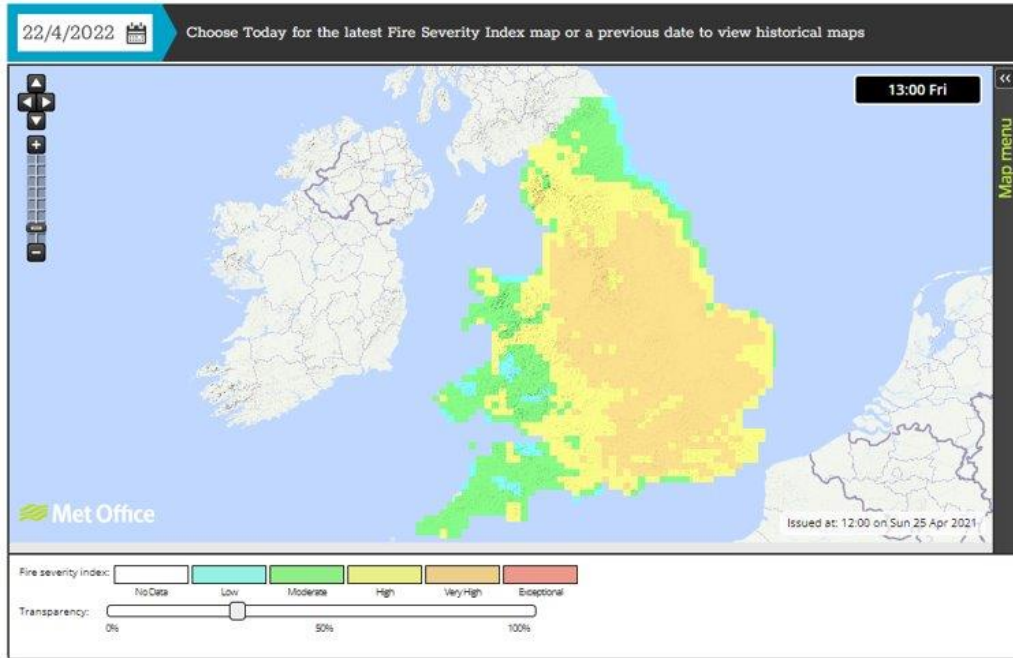 22/4/2022
Choose Today for the latest Fire Severity Index map or a previous date to view historical maps
13:00 Fri
Map menu
Met Office
Issued at: 12:00 on Sun 25 Apr 2021
Fire severity index:
No Data Low Moderate High Very High Exceptional
Transparency:
0% 50% 100%